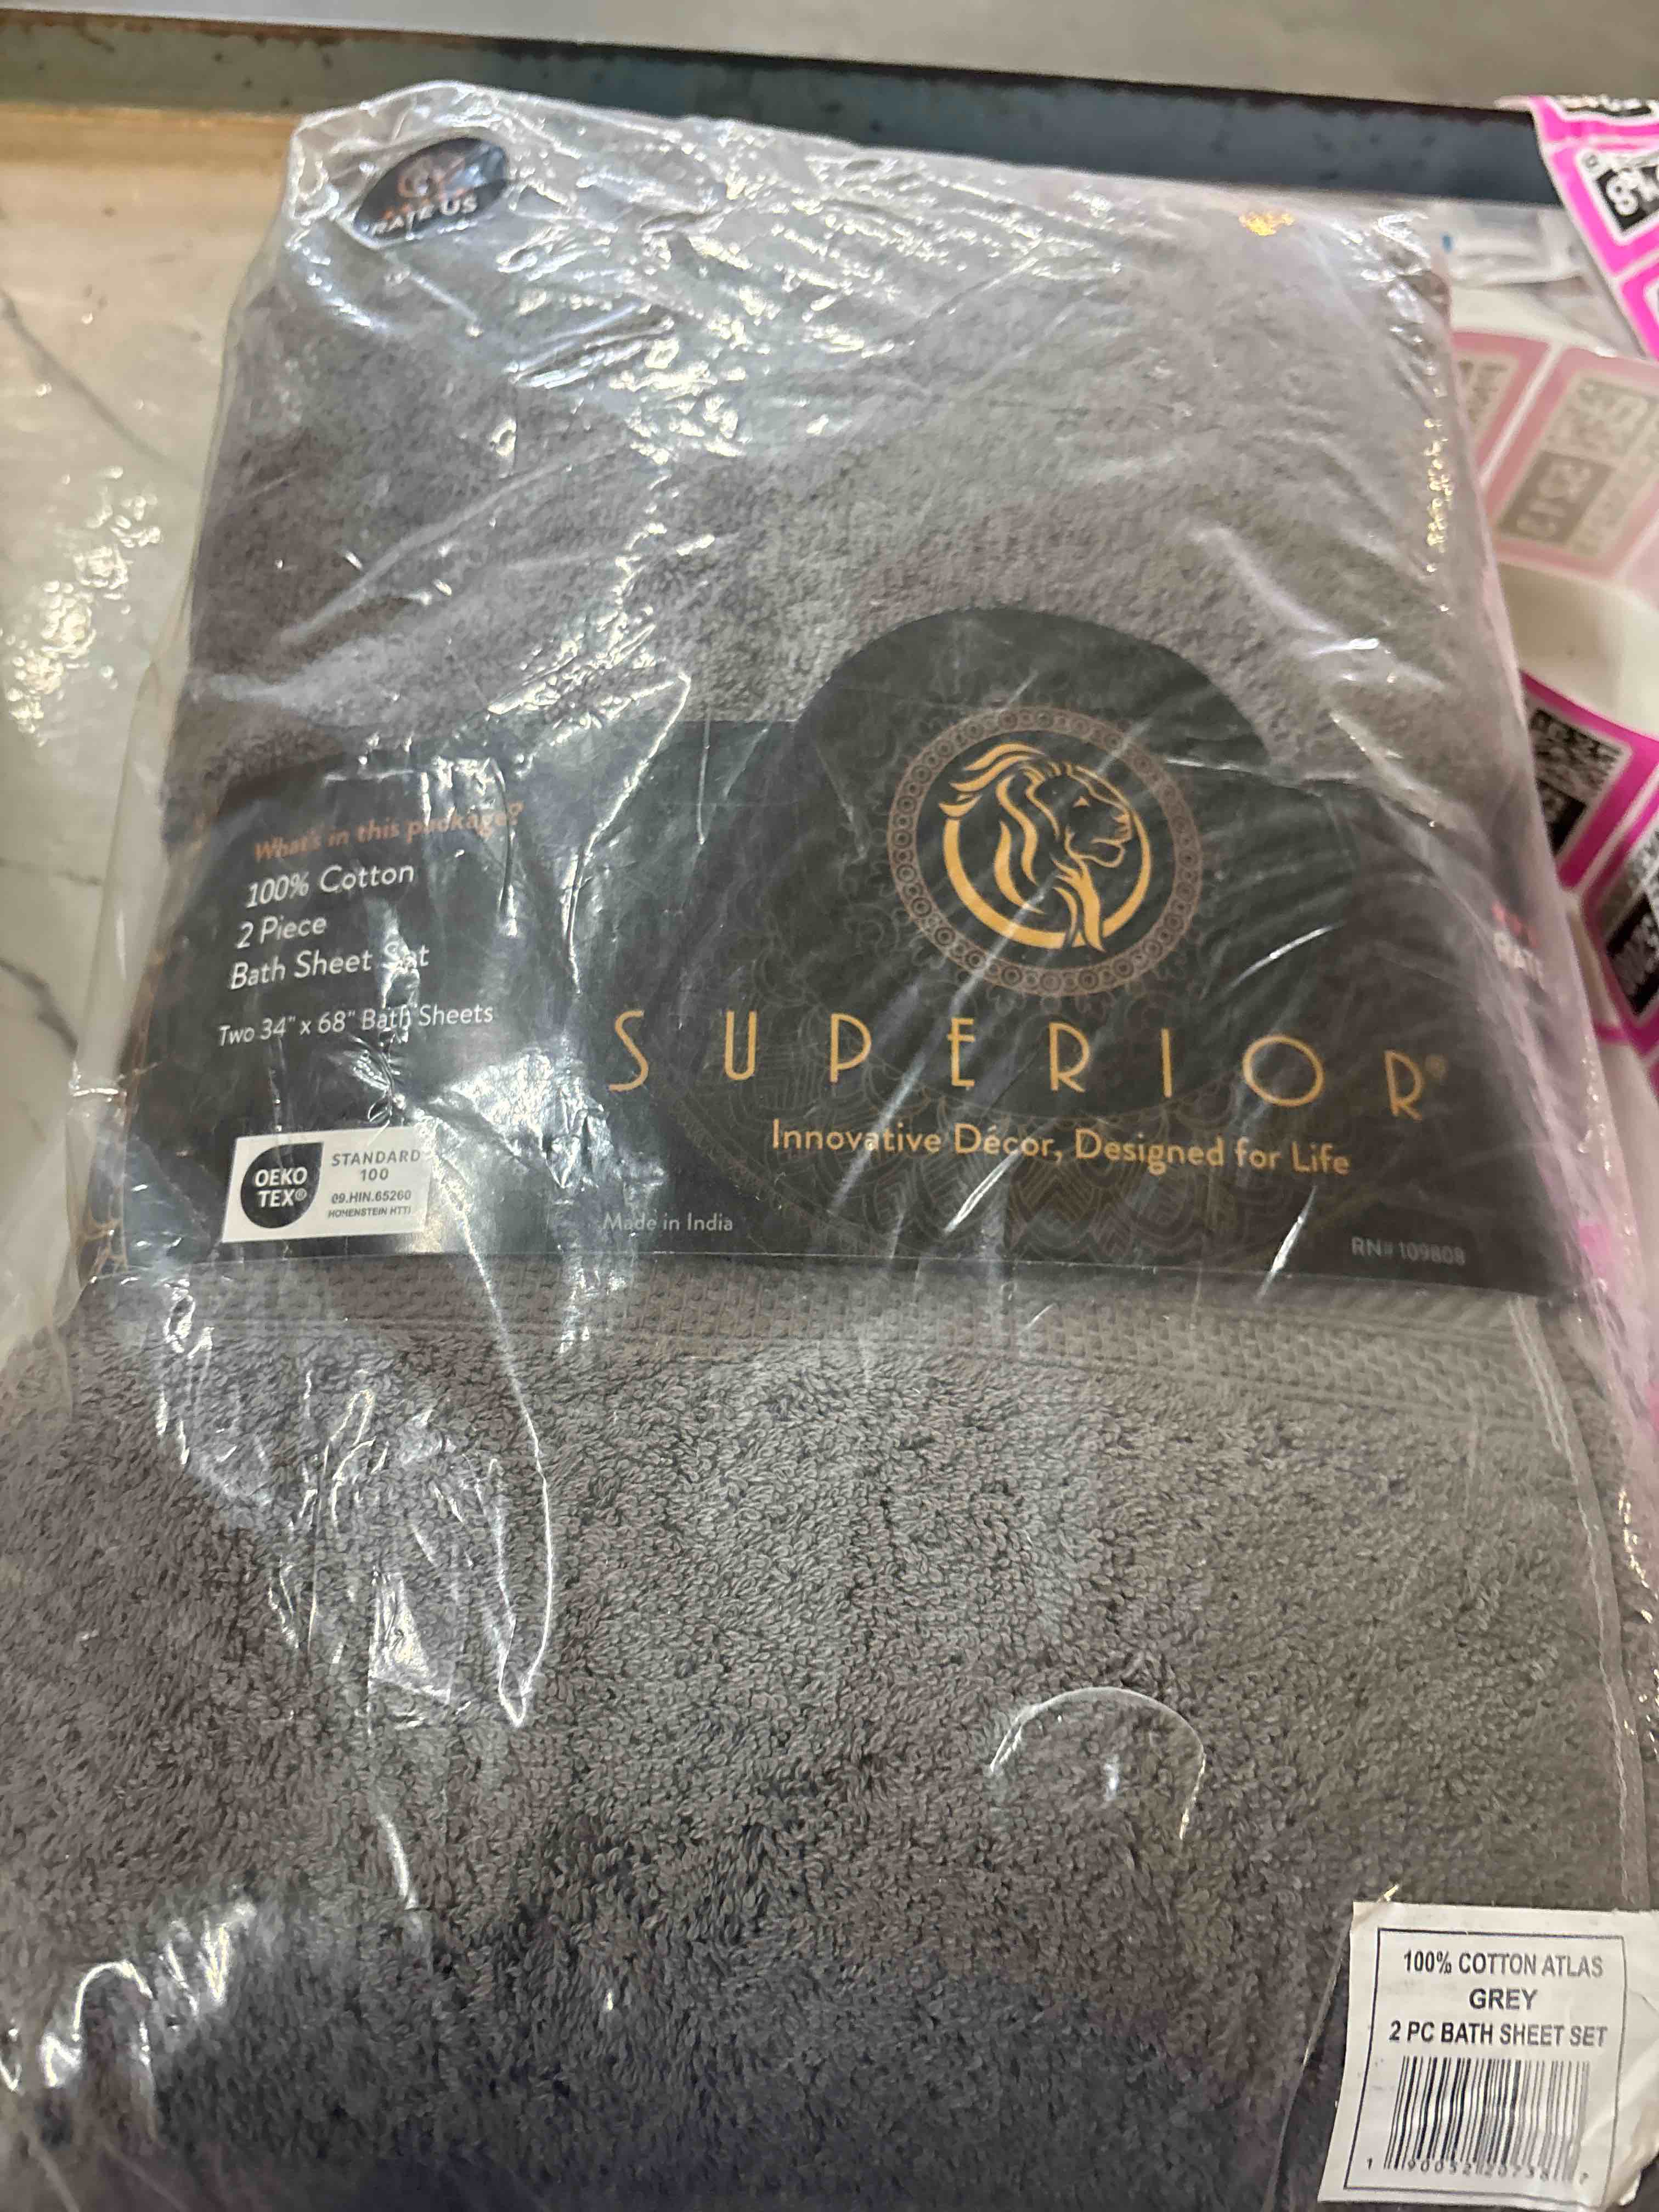 RATE US
What's in this package?
100% Cotton
2 Piece
Bath Sheet Set
Two 34" x 68" Bath Sheets
OEKO
TEX®
STANDARD
100
09.HIN.65260
HOHENSTEIN HTTI
SUPERIOR®
Innovative Décor, Designed for Life
Made in India
RN# 109808
100% COTTON ATLAS
GREY
2 PC BATH SHEET SET